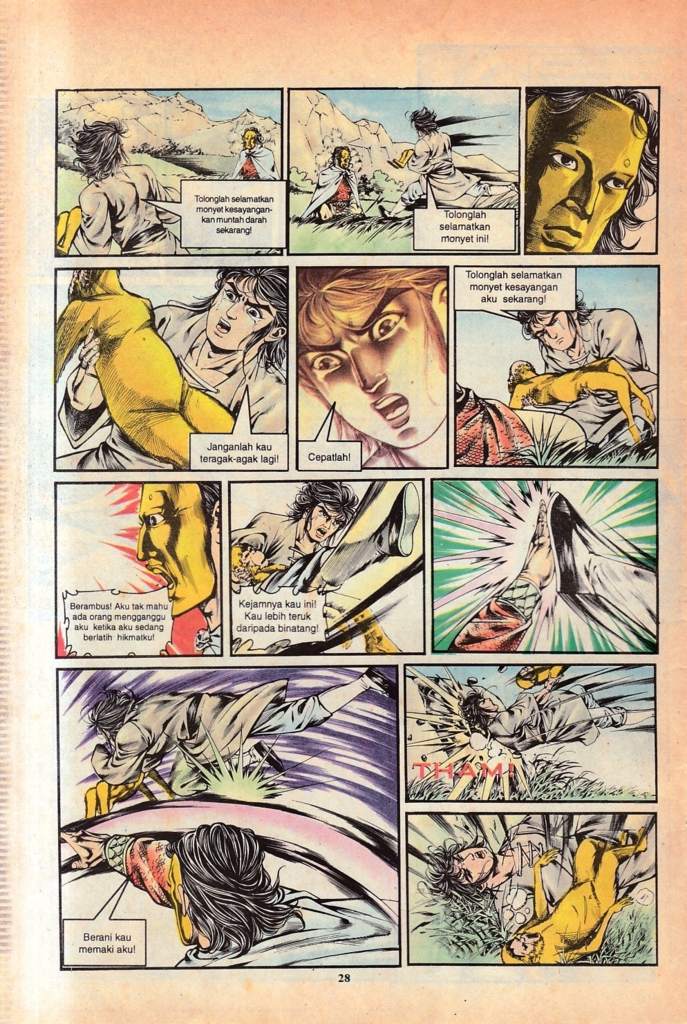 Tolonglah selamatkan
monyet kesayangan-
kan muntah darah
sekarang!
Tolonglah
selamatkan
monyet ini!
Janganlah kau
teragak-agak lagi!
Cepatlah!
Tolonglah selamatkan
monyet kesayangan
aku sekarang!
Berambus! Aku tak mahu
ada orang mengganggu
aku ketika aku sedang
berlatih hikmatku!
Kejamnya kau ini!
Kau lebih teruk
daripada binatang!
Berani kau
memaki aku!
THAM!
28